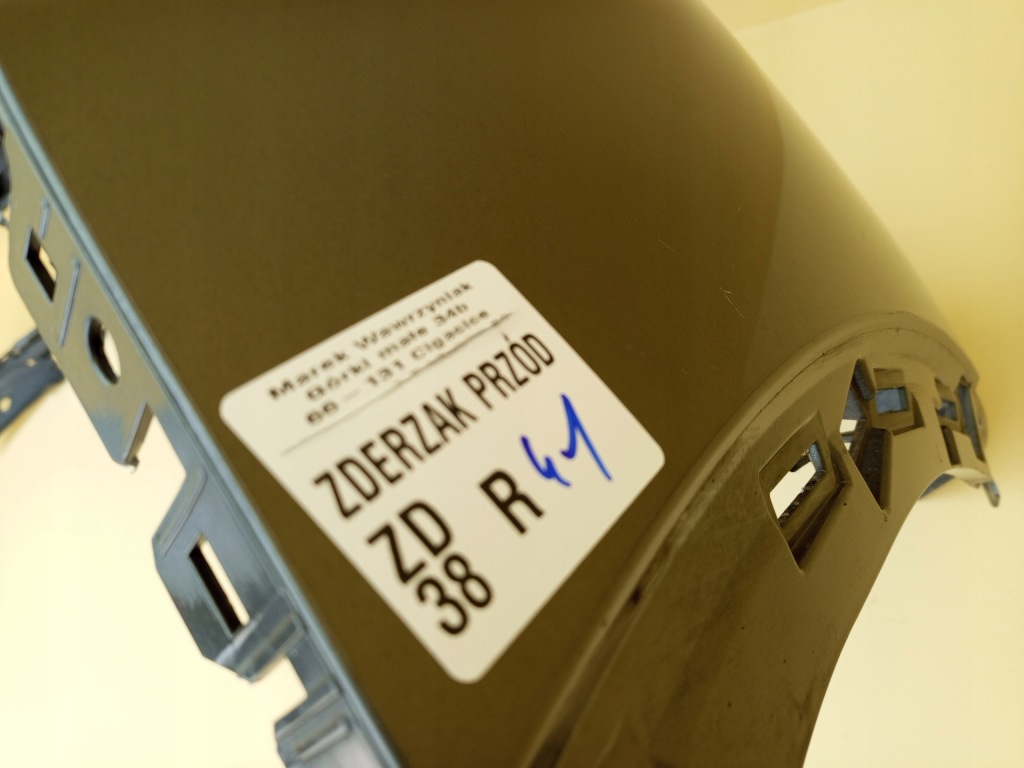 Marek Wawrzyniak
Górki małe 34b
66 - 131 Cigacice
ZDERZAK PRZÓD
ZD R 41
38